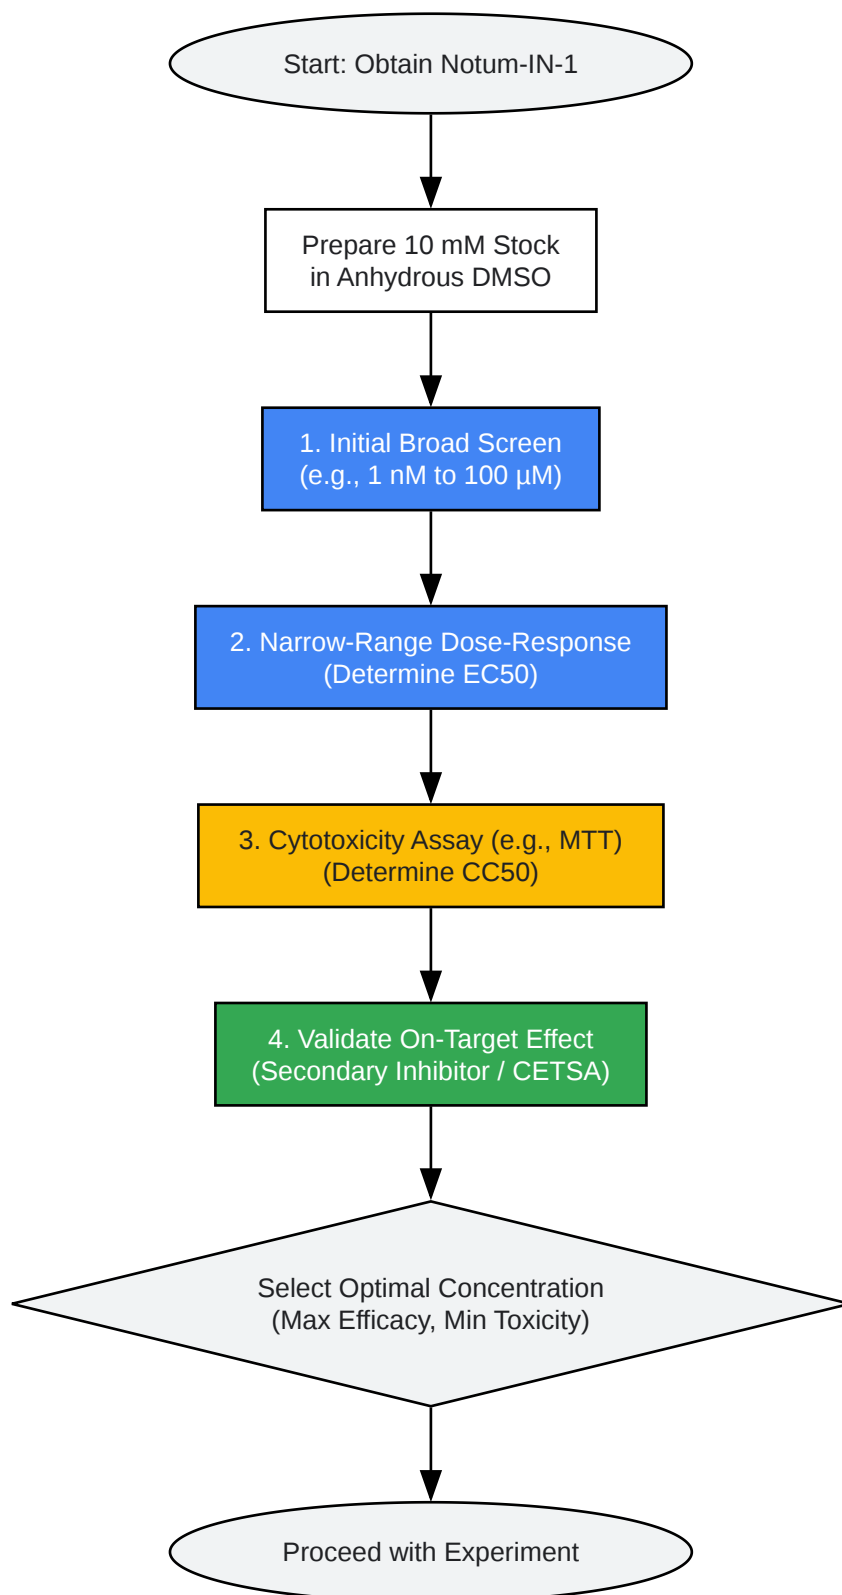 Start: Obtain Notum-IN-1
Prepare 10 mM Stock
in Anhydrous DMSO
1. Initial Broad Screen
(e.g., 1 nM to 100 µM)
2. Narrow-Range Dose-Response
(Determine EC50)
3. Cytotoxicity Assay (e.g., MTT)
(Determine CC50)
4. Validate On-Target Effect
(Secondary Inhibitor / CETSA)
Select Optimal Concentration
(Max Efficacy, Min Toxicity)
Proceed with Experiment